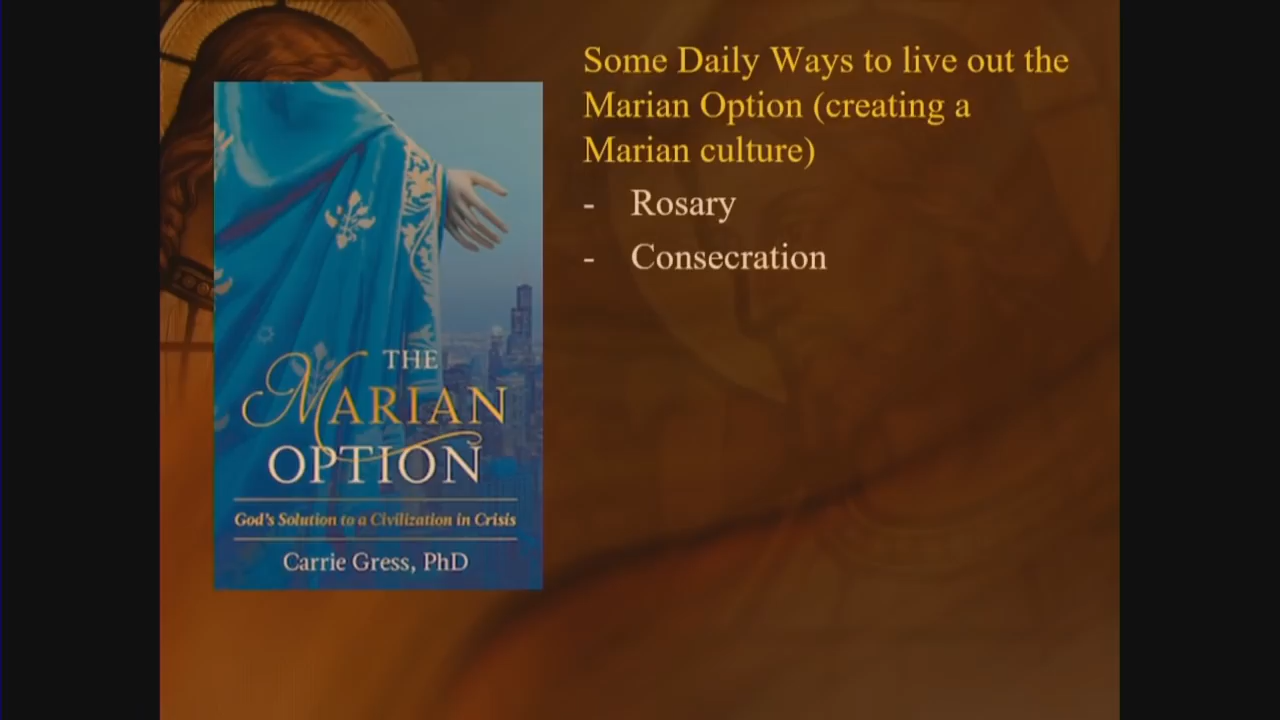 Some Daily Ways to live out the
Marian Option (creating a
Marian culture)
- Rosary
- Consecration
THE
MARIAN
OPTION
God's Solution to a Civilization in Crisis
Carrie Gress, PhD